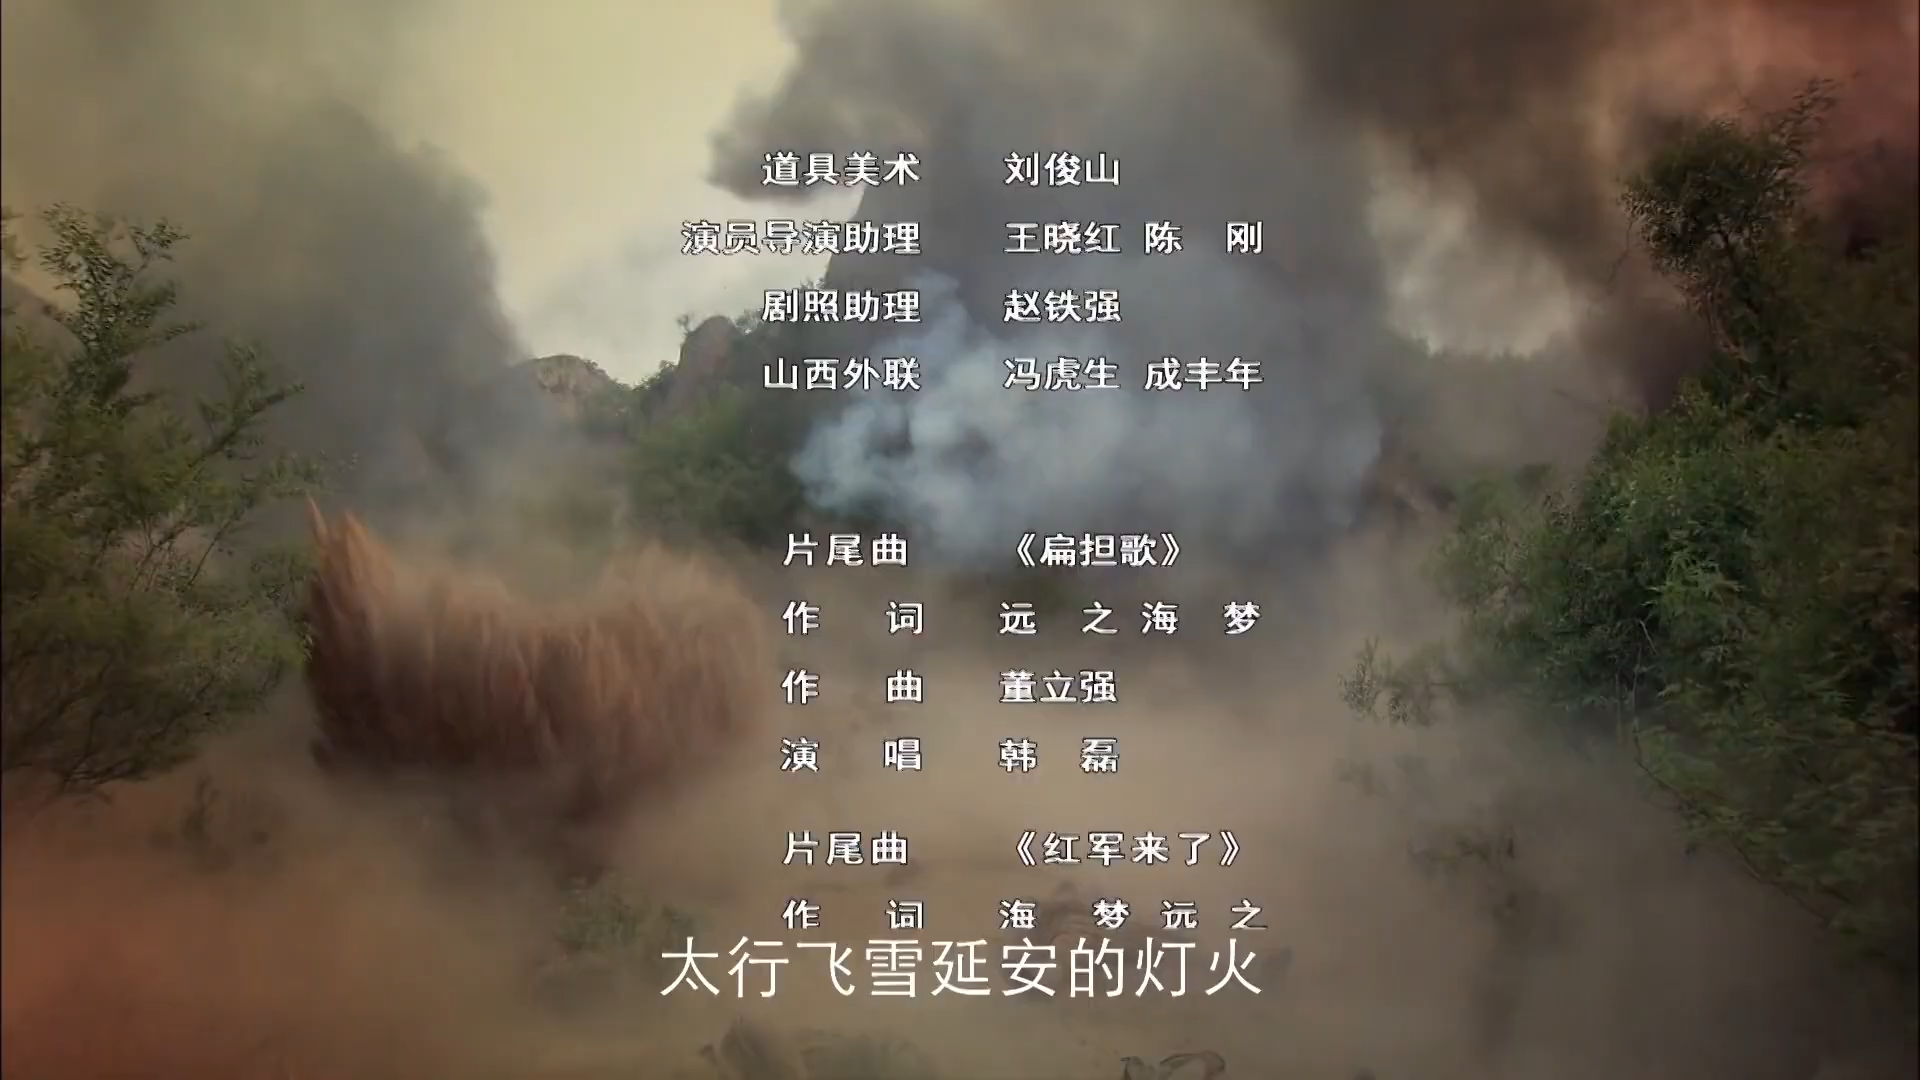 道具美术 刘俊山
演员导演助理 王晓红 陈 刚
剧照助理 赵铁强
山西外联 冯虎生 成丰年
片尾曲 《扁担歌》
作 词 远 之 海 梦
作 曲 董立强
演 唱 韩 磊
片尾曲 《红军来了》
作 词 海 梦 远 之
太行飞雪延安的灯火